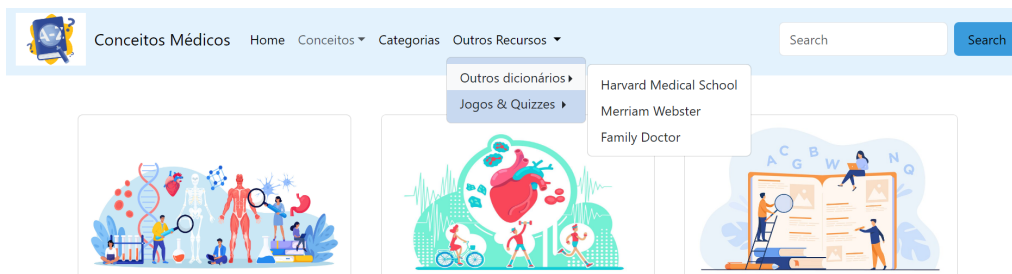 A-Z
Conceitos Médicos Home Conceitos Categorias Outros Recursos Search Search
Outros dicionários
Jogos & Quizzes
Harvard Medical School
Merriam Webster
Family Doctor
A C G B W A N Q